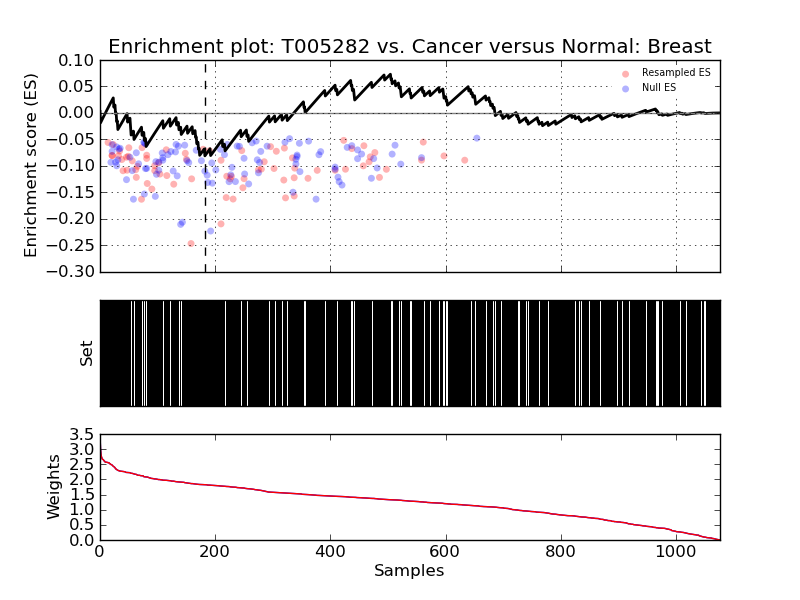 Enrichment plot: T005282 vs. Cancer versus Normal: Breast
Enrichment score (ES)
0.10
0.05
0.00
−0.05
−0.10
−0.15
−0.20
−0.25
−0.30
Resampled ES
Null ES
Set
Weights
3.5
3.0
2.5
2.0
1.5
1.0
0.5
0.0
0 200 400 600 800 1000
Samples